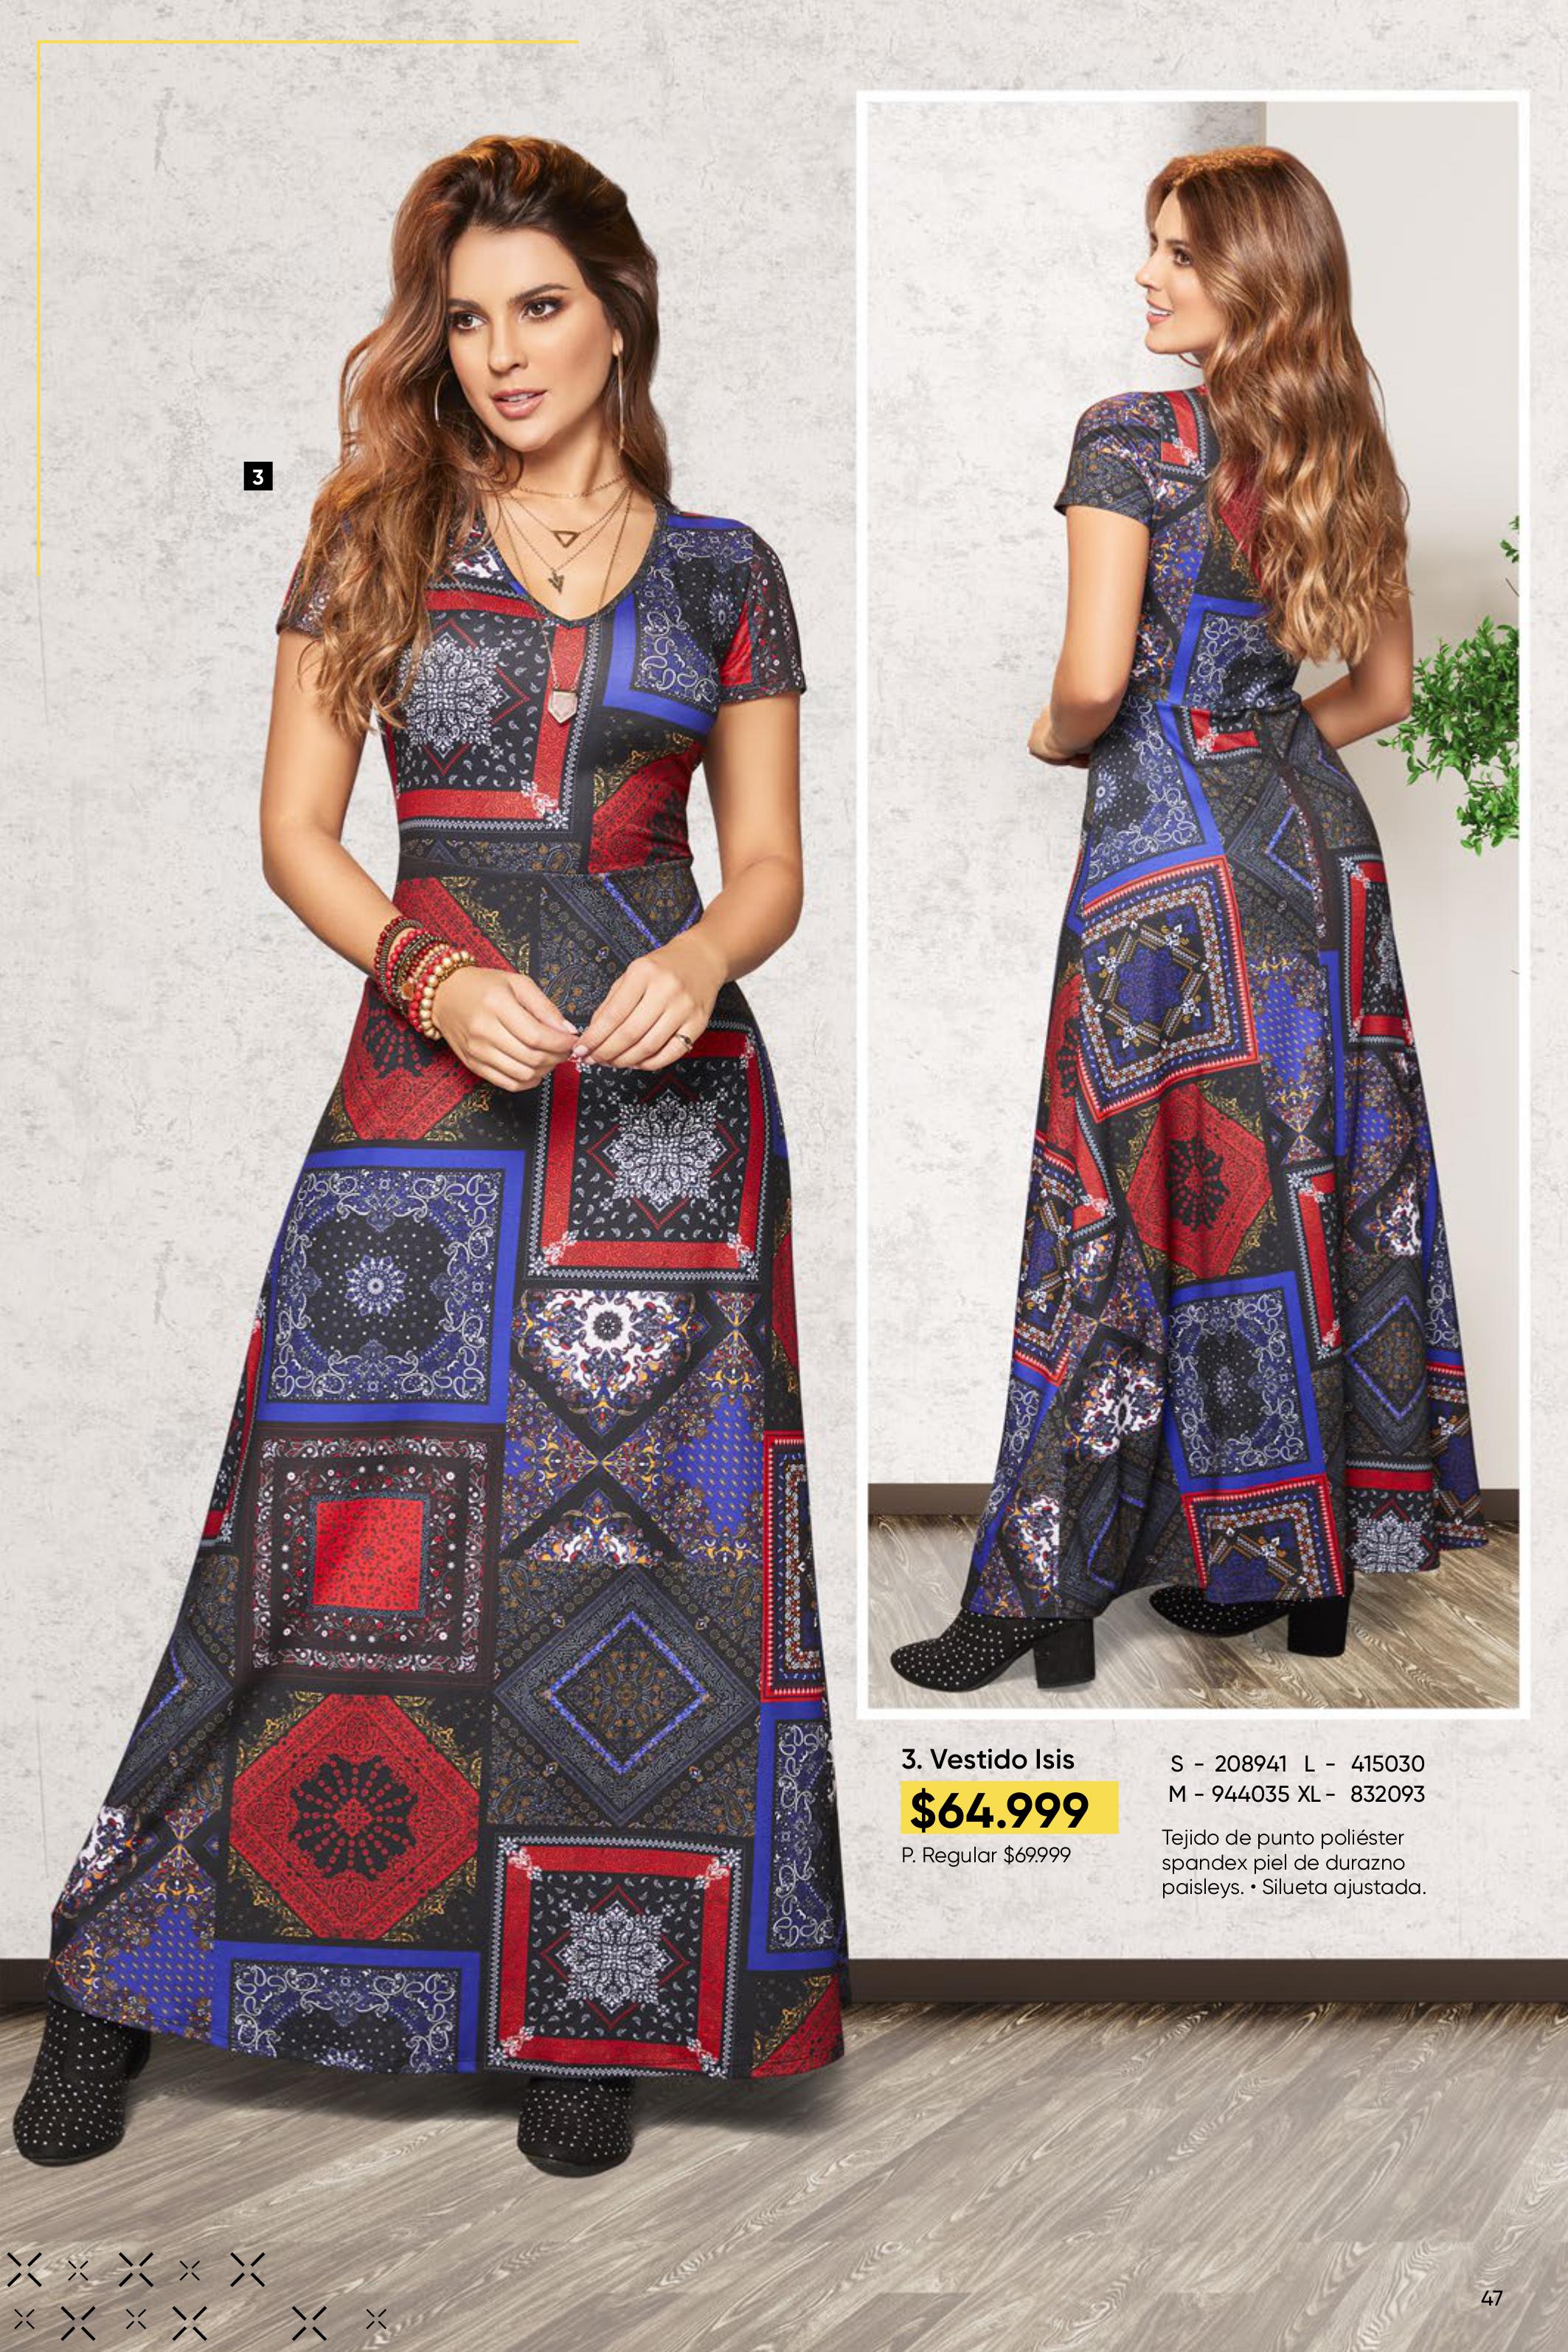 3
3. Vestido Isis
$64.999
P. Regular $69.999
S - 208941 L - 415030
M - 944035 XL - 832093
Tejido de punto poliéster
spandex piel de durazno
paisleys. • Silueta ajustada.
47